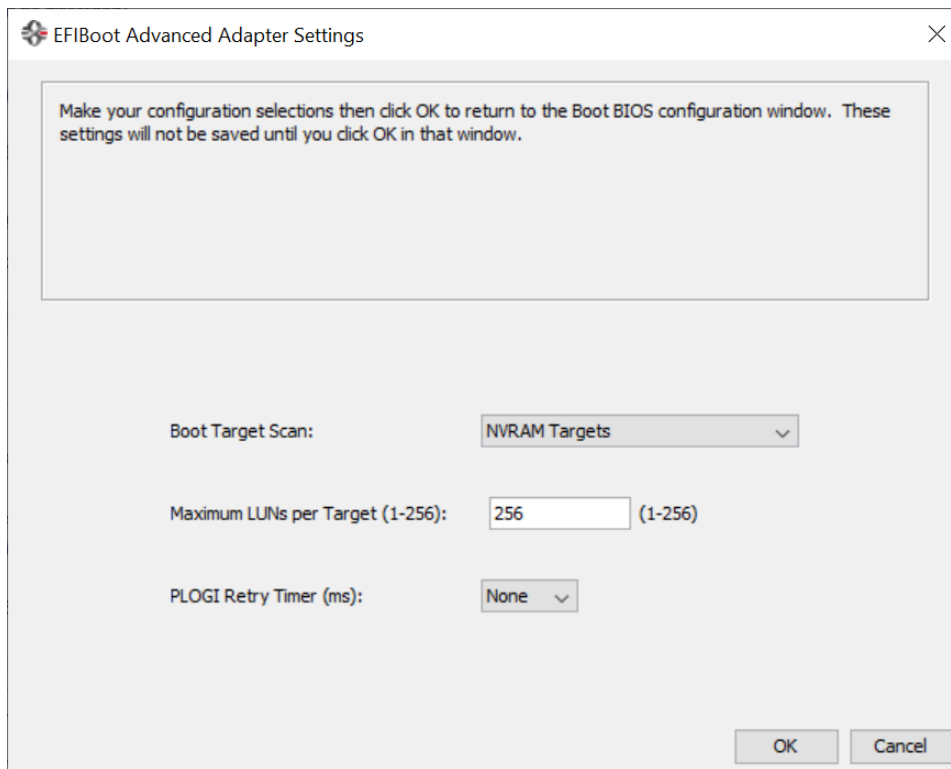 EFIBoot Advanced Adapter Settings
Make your configuration selections then click OK to return to the Boot BIOS configuration window.  These
settings will not be saved until you click OK in that window.
Boot Target Scan: NVRAM Targets
Maximum LUNs per Target (1-256): 256 (1-256)
PLOGI Retry Timer (ms): None
OK Cancel